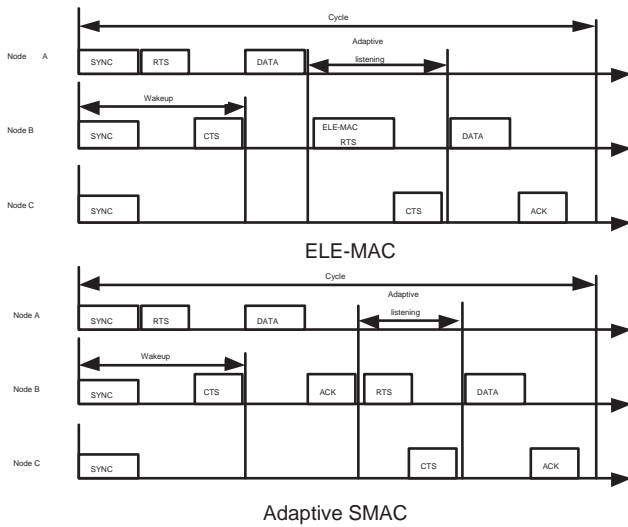 Cycle
Adaptive
Node A
SYNC RTS DATA listening
Wakeup
Node B
SYNC CTS ELE-MAC RTS DATA
Node C
SYNC CTS ACK
ELE-MAC
Cycle
Adaptive
Node A
SYNC RTS DATA listening
Wakeup
Node B
SYNC CTS ACK RTS DATA
Node C
SYNC CTS ACK
Adaptive SMAC